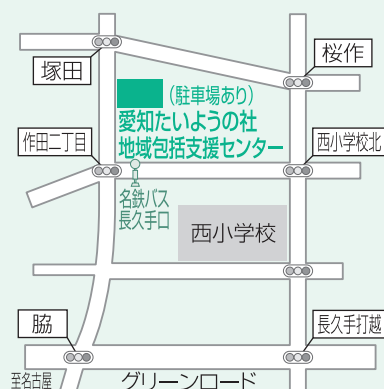 桜作
塚田
(駐車場あり)
愛知たいようの杜
地域包括支援センター
作田二丁目
西小学校北
名鉄バス
長久手口
西小学校
脇
長久手打越
至名古屋
グリーンロード